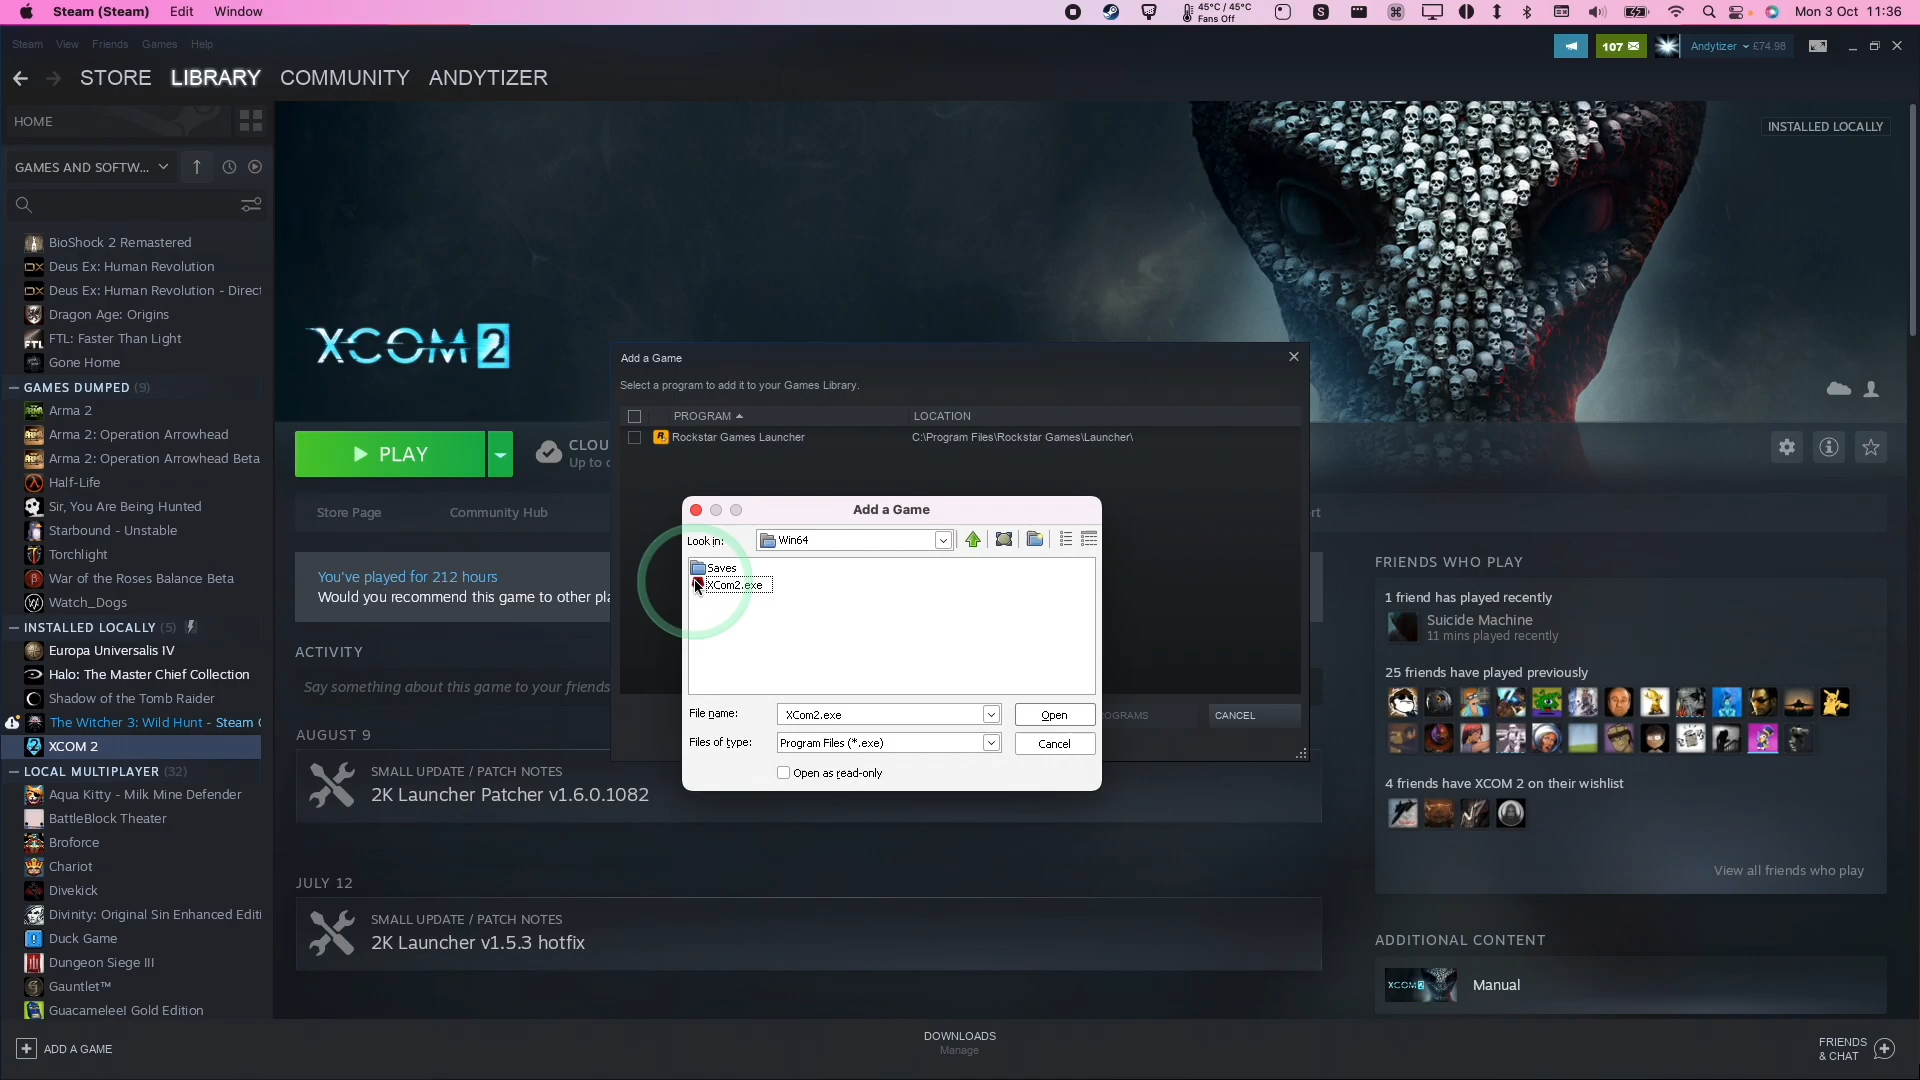 Steam (Steam) Edit Window
45°C / 45°C
Fans Off
Mon 3 Oct 11:36
Steam View Friends Games Help
107
Andytizer £74.98
STORE LIBRARY COMMUNITY ANDYTIZER
HOME
INSTALLED LOCALLY
GAMES AND SOFTW...
BioShock 2 Remastered
Deus Ex: Human Revolution
Deus Ex: Human Revolution - Direct
Dragon Age: Origins
FTL: Faster Than Light
Gone Home
GAMES DUMPED (9)
Arma 2
Arma 2: Operation Arrowhead
Arma 2: Operation Arrowhead Beta
Half-Life
Sir, You Are Being Hunted
Starbound - Unstable
Torchlight
War of the Roses Balance Beta
Watch_Dogs
INSTALLED LOCALLY (5)
Europa Universalis IV
Halo: The Master Chief Collection
Shadow of the Tomb Raider
The Witcher 3: Wild Hunt - Steam
XCOM 2
LOCAL MULTIPLAYER (32)
Aqua Kitty - Milk Mine Defender
BattleBlock Theater
Broforce
Chariot
Divekick
Divinity: Original Sin Enhanced Editi
Duck Game
Dungeon Siege III
Gauntlet™
Guacamelee! Gold Edition
ADD A GAME
XCOM 2
PLAY
CLOU
Up to
Store Page Community Hub
You've played for 212 hours
Would you recommend this game to other pla
ACTIVITY
Say something about this game to your friends
AUGUST 9
SMALL UPDATE / PATCH NOTES
2K Launcher Patcher v1.6.0.1082
JULY 12
SMALL UPDATE / PATCH NOTES
2K Launcher v1.5.3 hotfix
Add a Game
Select a program to add it to your Games Library.
PROGRAM LOCATION
Rockstar Games Launcher C:\Program Files\Rockstar Games\Launcher\
OGRAMS CANCEL
Add a Game
Look in: Win64
Saves
XCom2.exe
File name: XCom2.exe Open
Files of type: Program Files (*.exe) Cancel
Open as read-only
FRIENDS WHO PLAY
1 friend has played recently
Suicide Machine
11 mins played recently
25 friends have played previously
4 friends have XCOM 2 on their wishlist
View all friends who play
ADDITIONAL CONTENT
XCOM2
Manual
DOWNLOADS
Manage
FRIENDS
& CHAT